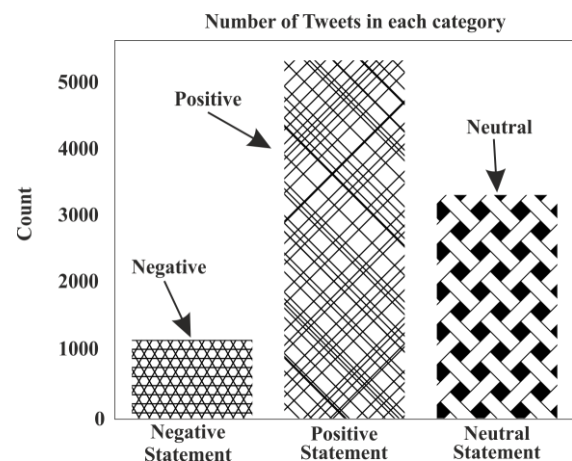 Number of Tweets in each category
5000
4000
3000
2000
1000
0
Count
Positive
Neutral
Negative
Negative
Statement
Positive
Statement
Neutral
Statement